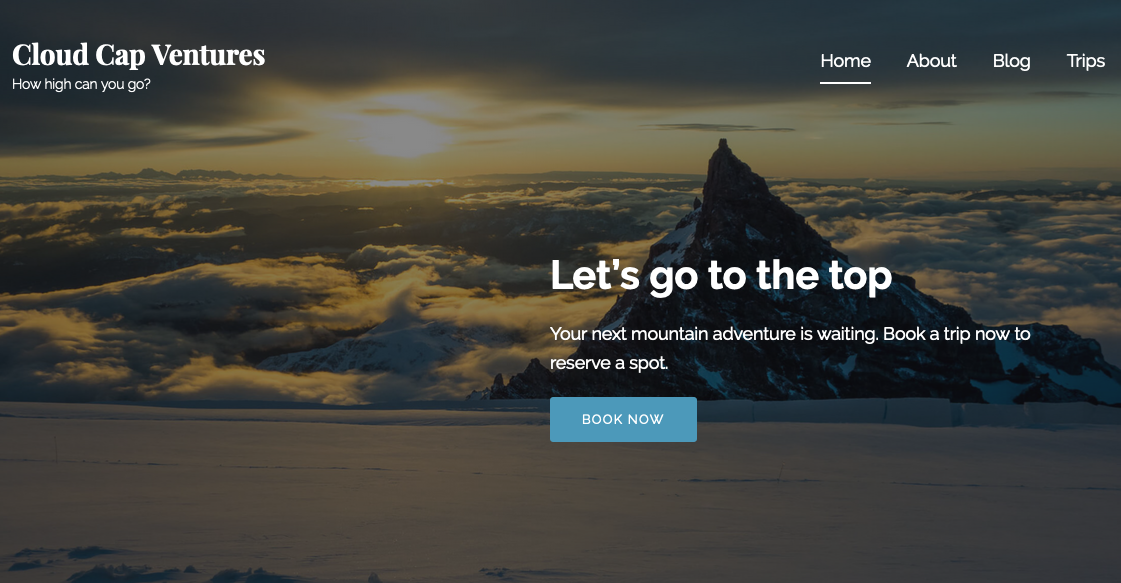 Cloud Cap Ventures
How high can you go?
Home About Blog Trips
Let's go to the top
Your next mountain adventure is waiting. Book a trip now to
reserve a spot.
BOOK NOW